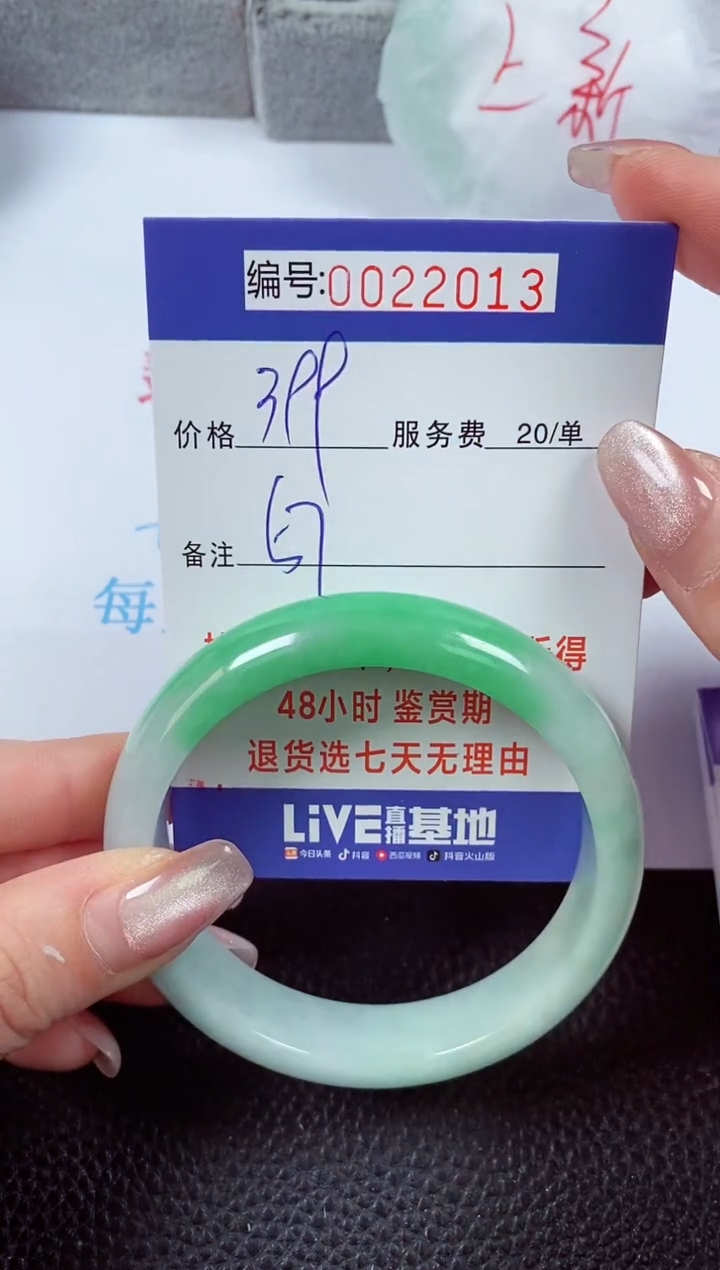 上新
编号:0022013
价格 399 服务费 20/单
备注
每
得
48小时 鉴赏期
退货选七天无理由
LiVE直播基地
今日头条 抖音 西瓜视频 抖音火山版